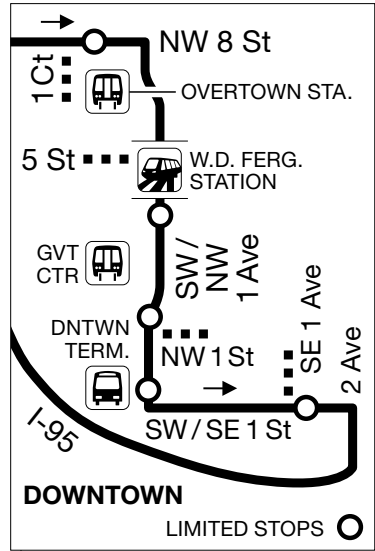 NW 8 St
1 Ct
OVERTOWN STA.
5 St
W.D. FERG.
STATION
GVT
CTR
SW /
NW
1 Ave
DNTWN
TERM.
NW 1 St
SE 1 Ave
2 Ave
I-95
SW / SE 1 St
DOWNTOWN
LIMITED STOPS